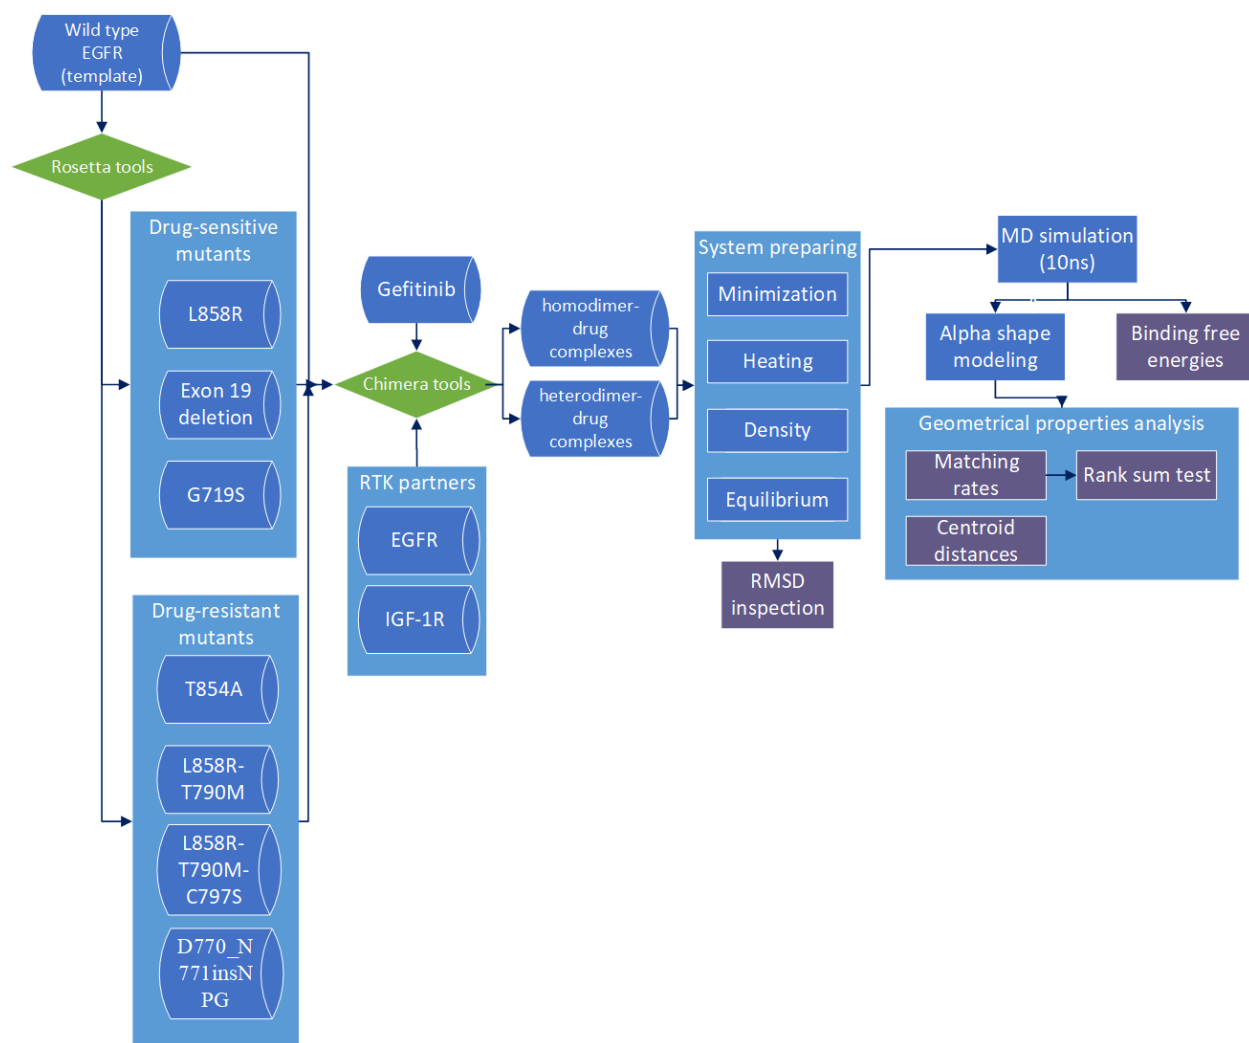 Wild type
EGFR
(template)
Rosetta tools
Drug-sensitive
mutants
L858R
Exon 19
deletion
G719S
Drug-resistant
mutants
T854A
L858R-
T790M
L858R-
T790M-
C797S
D770_N
771insN
PG
Gefitinib
Chimera tools
RTK partners
EGFR
IGF-1R
homodimer-
drug
complexes
heterodimer-
drug
complexes
System preparing
Minimization
Heating
Density
Equilibrium
RMSD
inspection
MD simulation
(10ns)
Alpha shape
modeling
Binding free
energies
Geometrical properties analysis
Matching
rates
Rank sum test
Centroid
distances